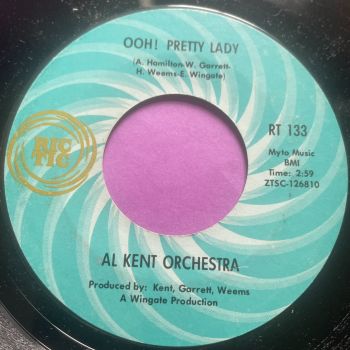 OOH! PRETTY LADY
(A. Hamilton-W. Garrett-
H. Weems-E. Wingate)
RIC
TIC
RT 133
Myto Music
BMI
Time: 2:59
ZTSC-126810
AL KENT ORCHESTRA
Produced by: Kent, Garrett, Weems
A Wingate Production